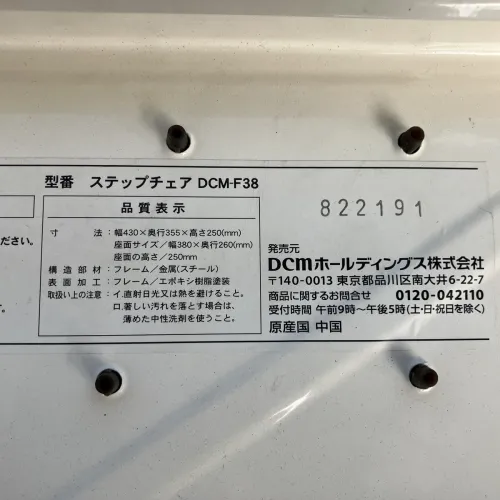 型番 ステップチェア DCM-F38
品質表示
寸 法：幅430×奥行355×高さ250(mm)
座面サイズ／幅380×奥行260(mm)
座面の高さ／250mm
構造部材：フレーム／金属(スチール)
表面加工：フレーム／エポキシ樹脂塗装
取扱い上の注意：イ.直射日光又は熱を避けること。
ロ.著しい汚れを落とす場合は、
薄めた中性洗剤を使うこと。
ださい。
す。
822191
発売元
DCMホールディングス株式会社
〒140-0013 東京都品川区南大井6-22-7
商品に関するお問合せ 0120-042110
受付時間 午前9時〜午後5時(土・日・祝日を除く)
原産国 中国